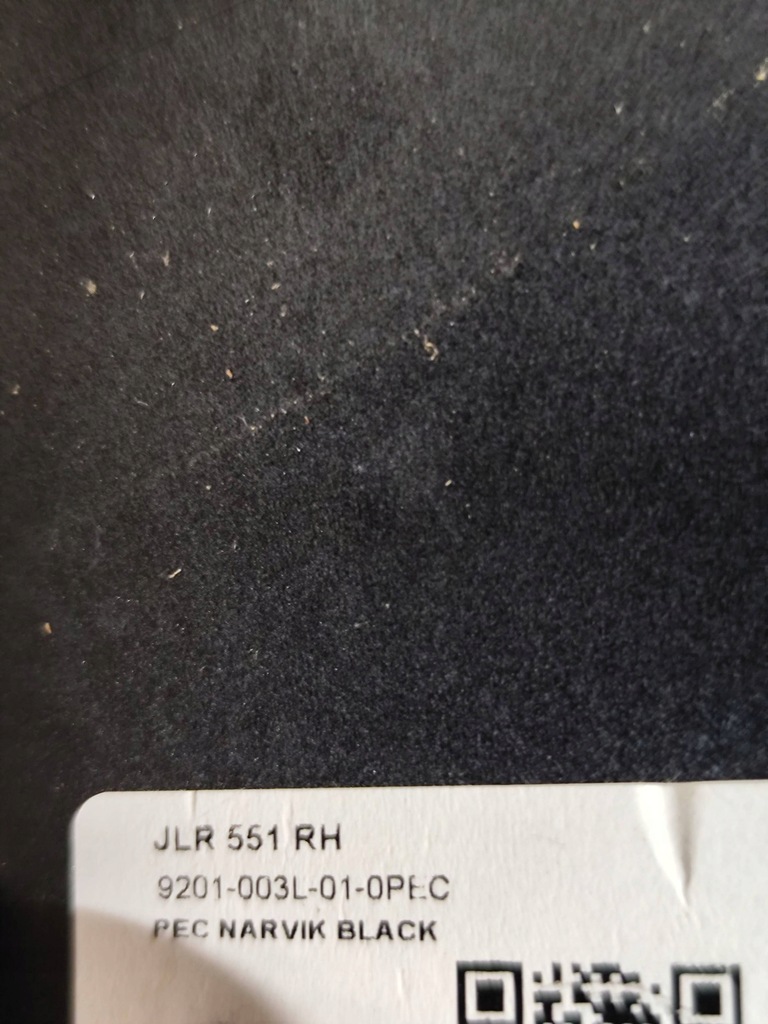 JLR 551 RH
9201-003L-01-0PEC
PEC NARVIK BLACK